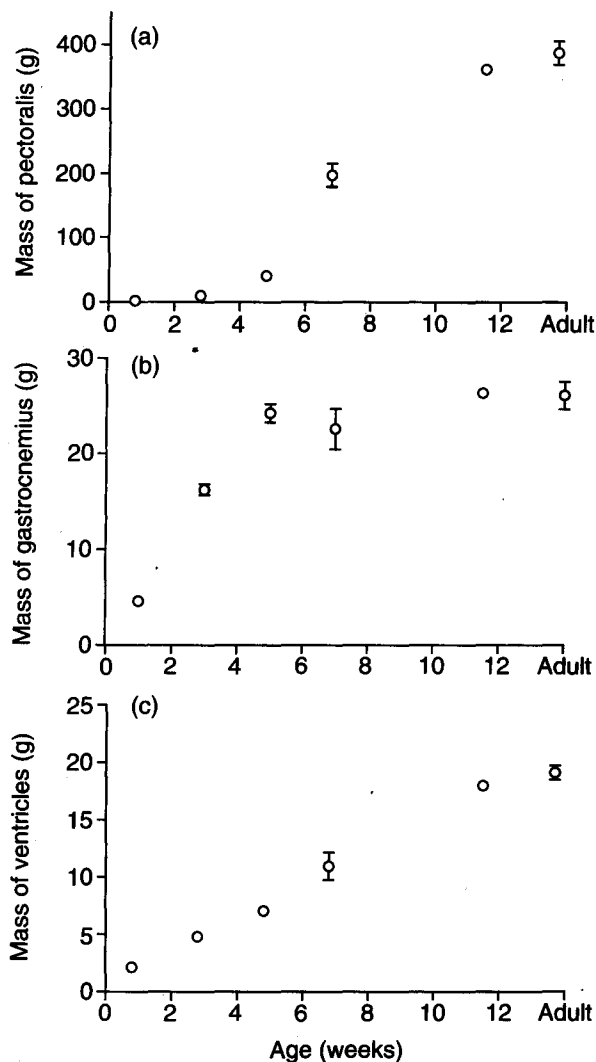 (a)
Mass of pectoralis (g)
400
300
200
100
0
0 2 4 6 8 10 12 Adult
(b)
Mass of gastrocnemius (g)
30
20
10
0
0 2 4 6 8 10 12 Adult
(c)
Mass of ventricles (g)
25
20
15
10
5
0
0 2 4 6 8 10 12 Adult
Age (weeks)